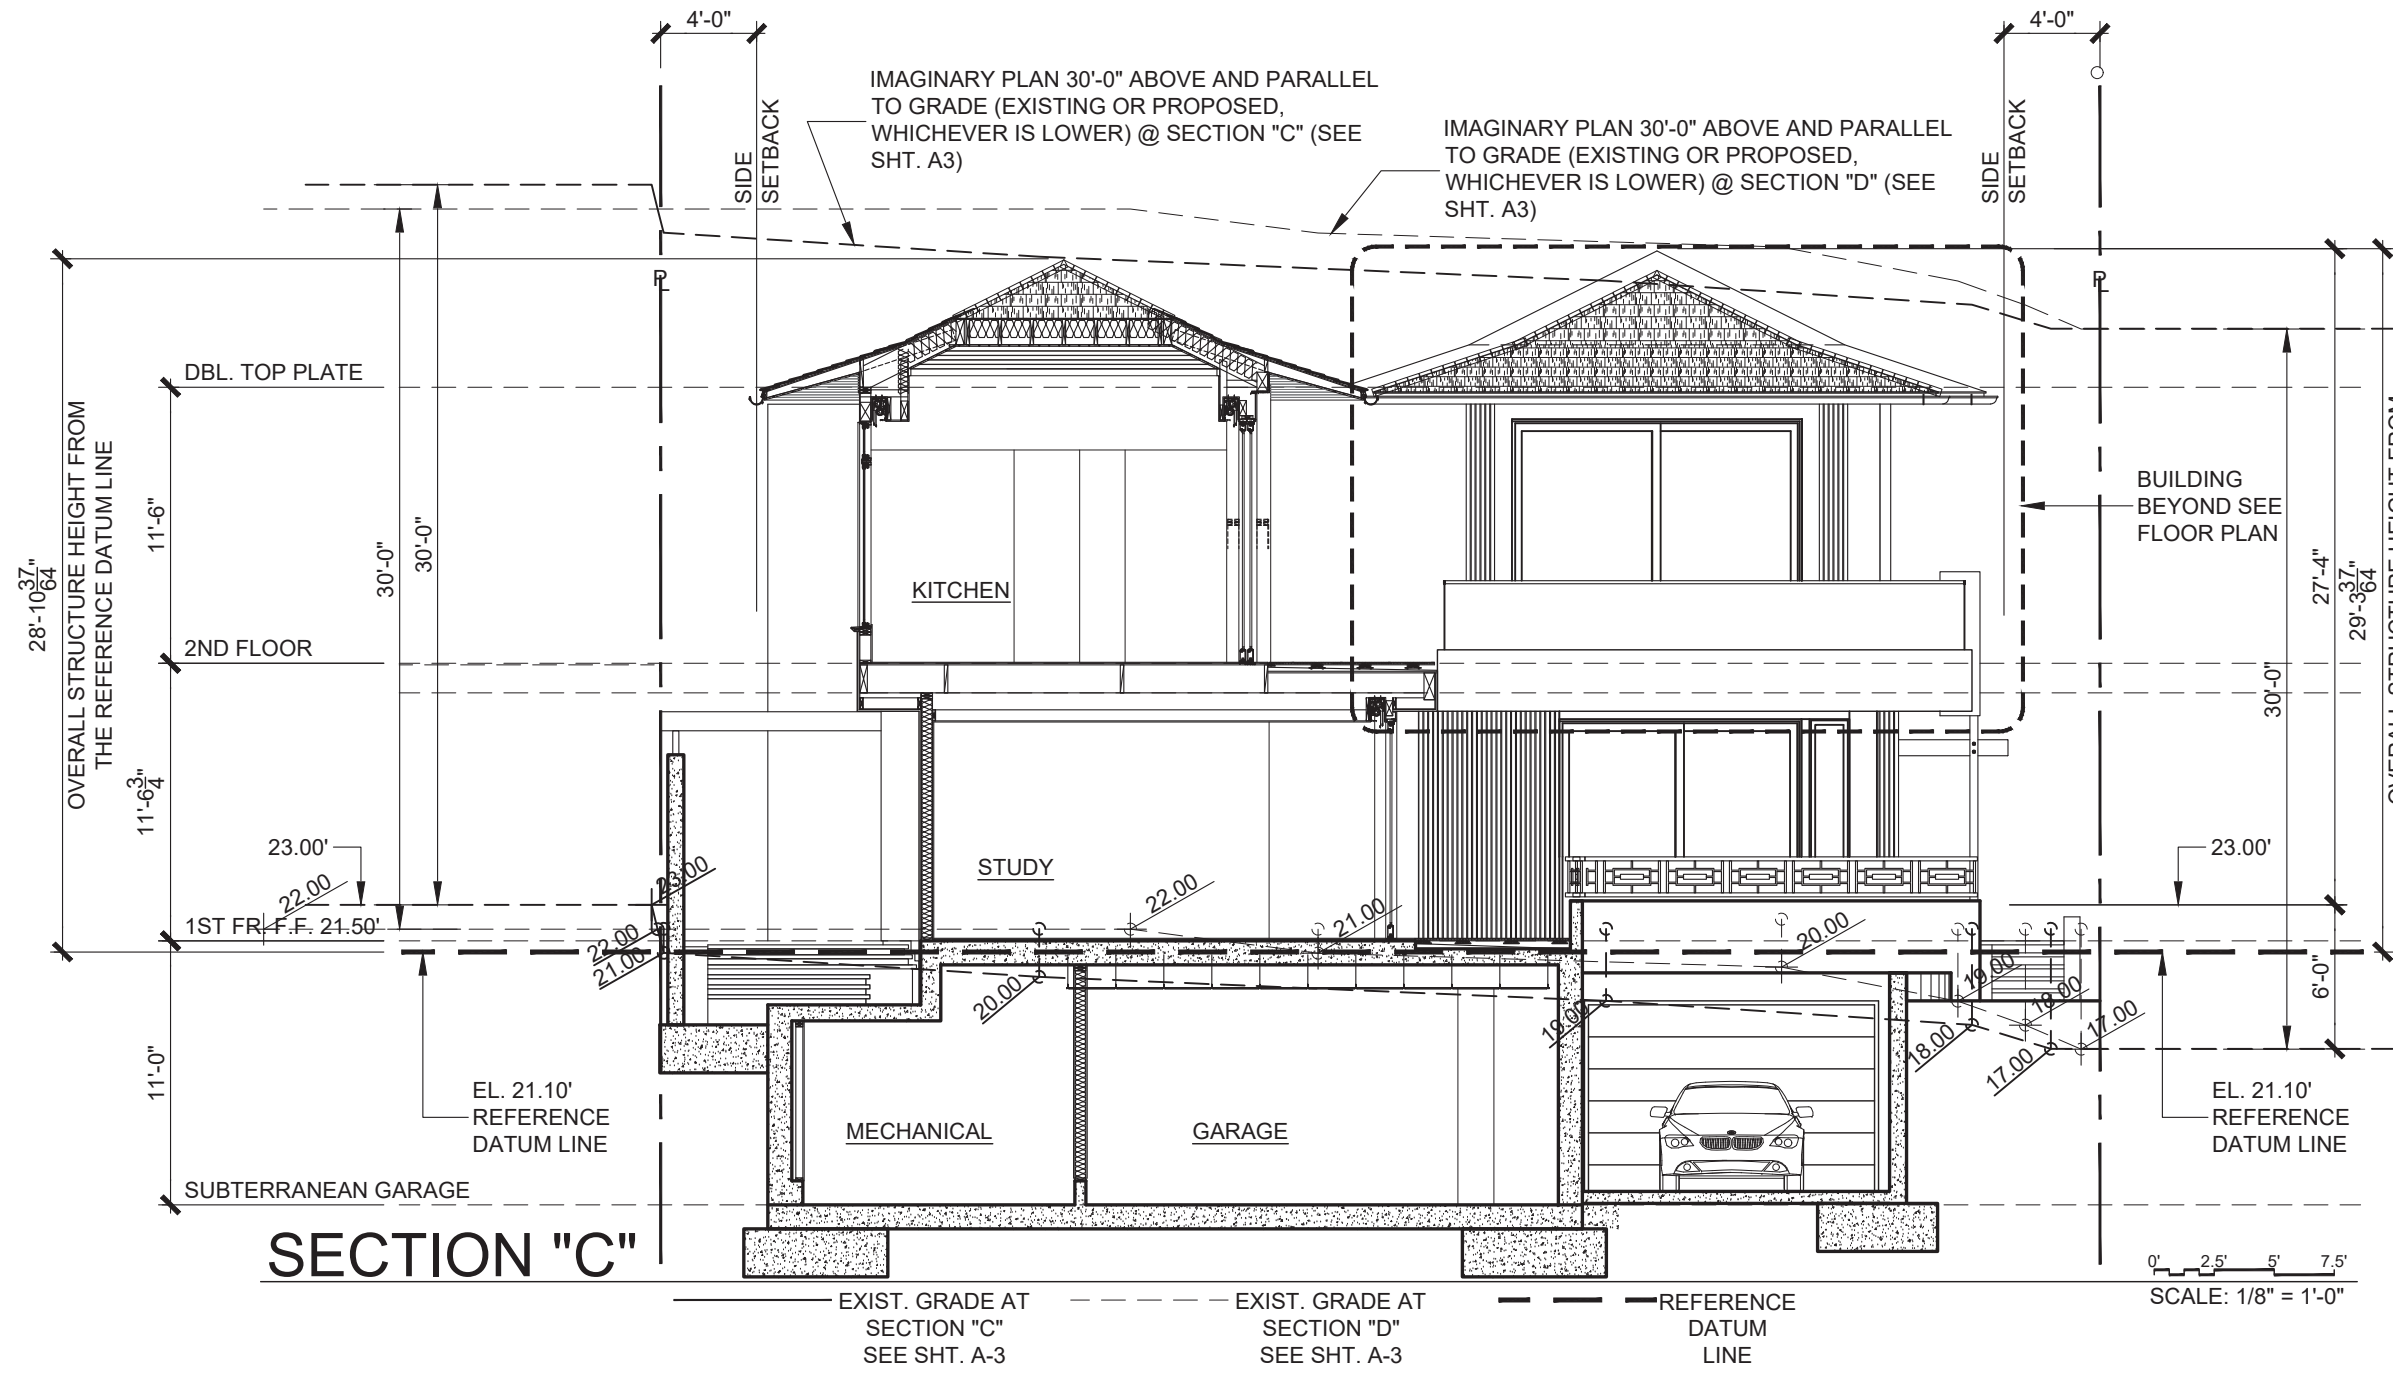 4'-0"
4'-0"
SIDE
SETBACK
SIDE
SETBACK
IMAGINARY PLAN 30'-0" ABOVE AND PARALLEL
TO GRADE (EXISTING OR PROPOSED,
WHICHEVER IS LOWER) @ SECTION "C" (SEE
SHT. A3)
IMAGINARY PLAN 30'-0" ABOVE AND PARALLEL
TO GRADE (EXISTING OR PROPOSED,
WHICHEVER IS LOWER) @ SECTION "D" (SEE
SHT. A3)
PL
PL
DBL. TOP PLATE
28'-10 37/64"
OVERALL STRUCTURE HEIGHT FROM
THE REFERENCE DATUM LINE
11'-6"
30'-0"
30'-0"
KITCHEN
BUILDING
BEYOND SEE
FLOOR PLAN
27'-4"
29'-3 37/64"
30'-0"
2ND FLOOR
11'-6 3/4"
STUDY
23.00'
23.00'
22.00
23.00
1ST FR. F.F. 21.50'
22.00
21.00
22.00
21.00
20.00
20.00
19.00
19.00
18.00
18.00
17.00
17.00
6'-0"
11'-0"
EL. 21.10'
REFERENCE
DATUM LINE
MECHANICAL
GARAGE
EL. 21.10'
REFERENCE
DATUM LINE
SUBTERRANEAN GARAGE
SECTION "C"
0' 2.5' 5' 7.5'
SCALE: 1/8" = 1'-0"
EXIST. GRADE AT
SECTION "C"
SEE SHT. A-3
EXIST. GRADE AT
SECTION "D"
SEE SHT. A-3
REFERENCE
DATUM
LINE